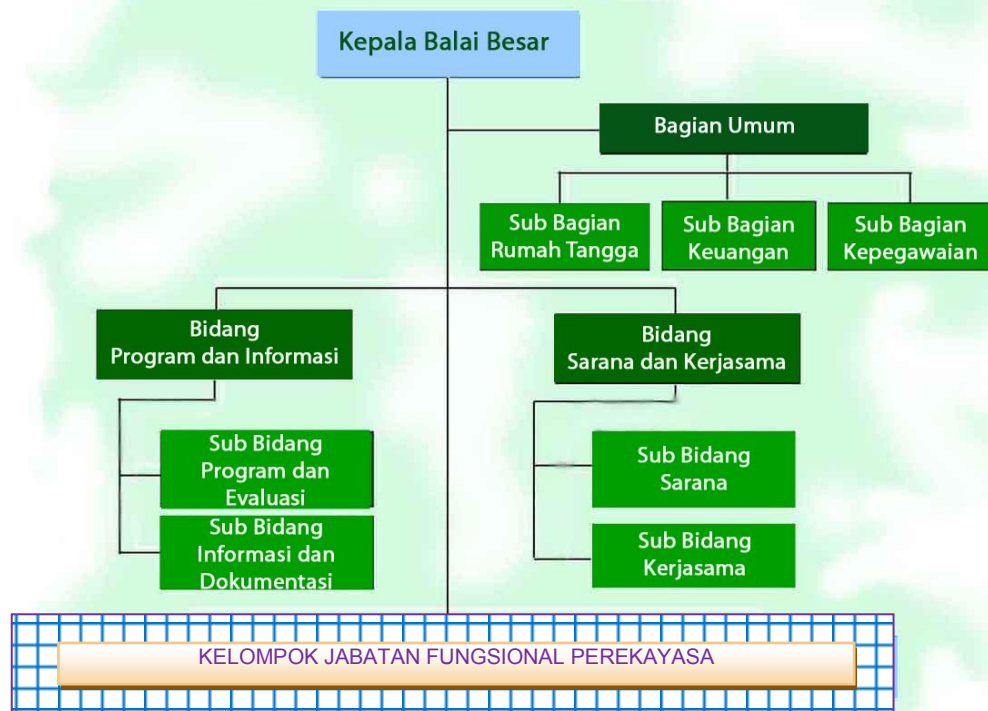 Kepala Balai Besar
Bagian Umum
Sub Bagian
Rumah Tangga
Sub Bagian
Keuangan
Sub Bagian
Kepegawaian
Bidang
Program dan Informasi
Bidang
Sarana dan Kerjasama
Sub Bidang
Program dan
Evaluasi
Sub Bidang
Informasi dan
Dokumentasi
Sub Bidang
Sarana
Sub Bidang
Kerjasama
KELOMPOK JABATAN FUNGSIONAL PEREKAYASA